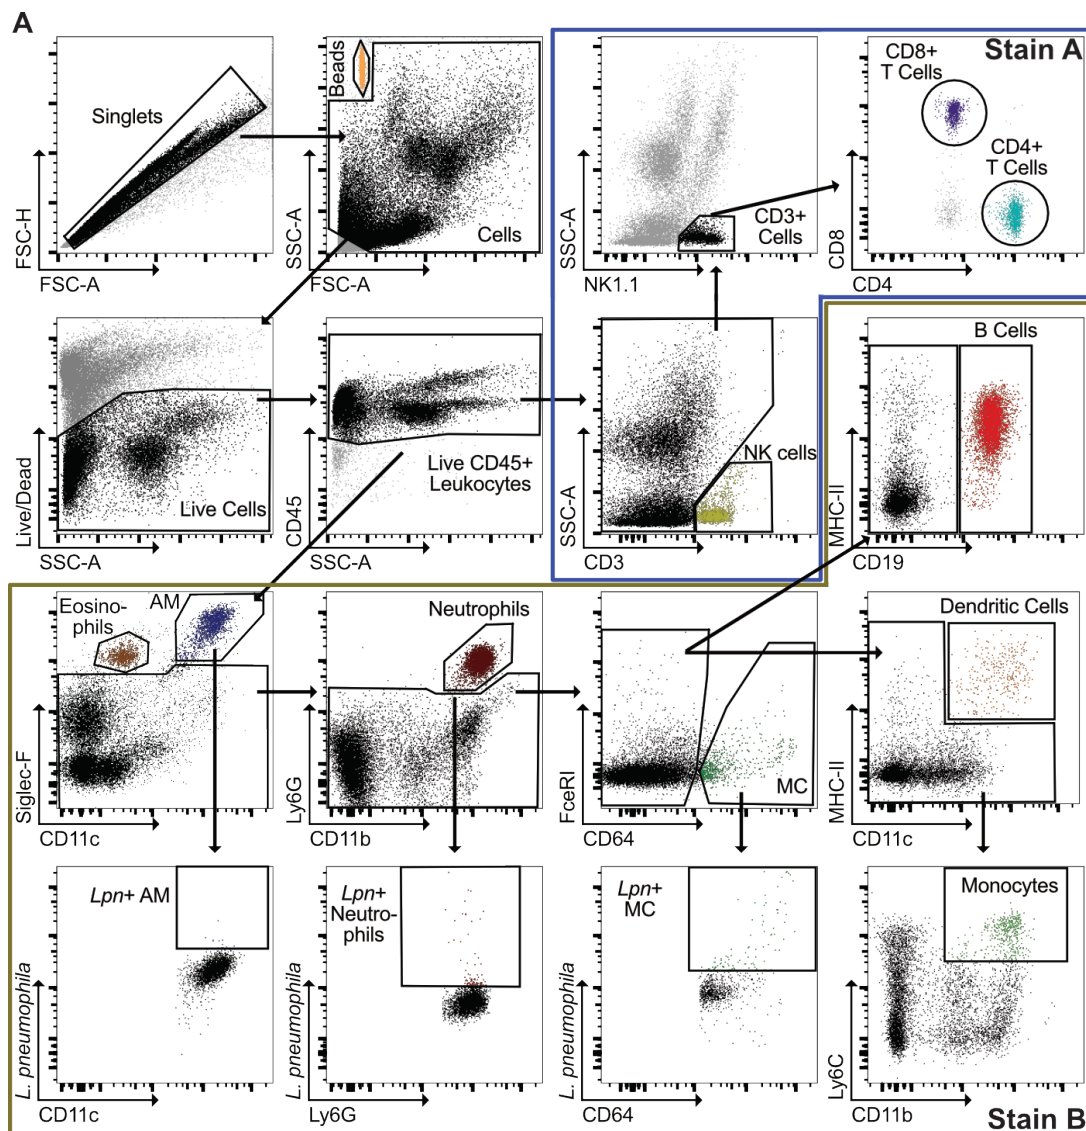 A
Stain A
Singlets
FSC-H
FSC-A
Beads
Cells
SSC-A
FSC-A
CD3+
Cells
SSC-A
NK1.1
CD8+
T Cells
CD4+
T Cells
CD8
CD4
Live Cells
Live/Dead
SSC-A
Live CD45+
Leukocytes
CD45
SSC-A
NK cells
SSC-A
CD3
B Cells
MHC-II
CD19
Eosino-
phils
AM
Siglec-F
CD11c
Neutrophils
Ly6G
CD11b
MC
FceRI
CD64
Dendritic Cells
MHC-II
CD11c
Lpn+ AM
L. pneumophila
CD11c
Lpn+
Neutro-
phils
L. pneumophila
Ly6G
Lpn+
MC
L. pneumophila
CD64
Monocytes
Ly6C
CD11b
Stain B